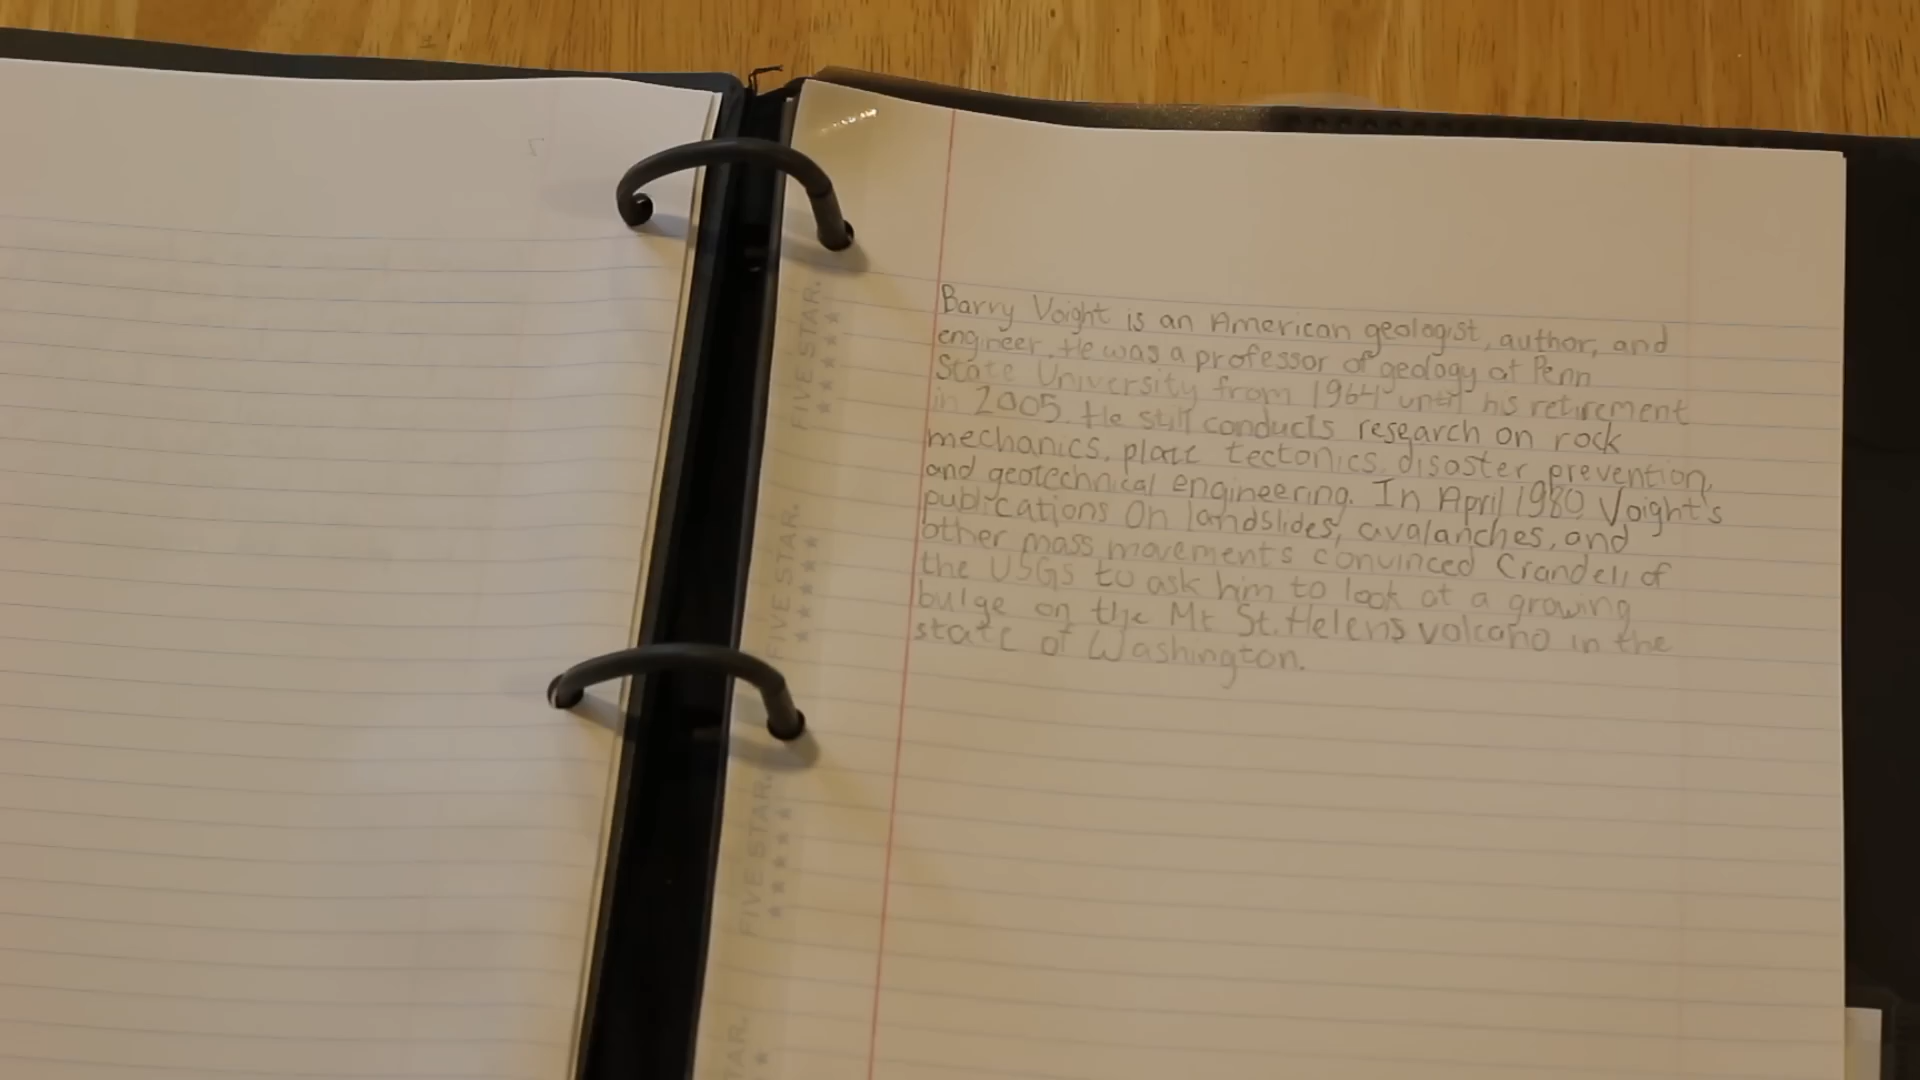 Barry Voight is an American geologist, author, and
engineer. He was a professor of geology at Penn
State University from 1964 until his retirement
in 2005. He still conducts research on rock
mechanics, plate tectonics, disaster prevention,
and geotechnical engineering. In April 1980, Voight's
publications on landslides, avalanches, and
other mass movements convinced Crandell of
the USGS to ask him to look at a growing
bulge on the Mt St. Helens volcano in the
state of Washington.
FIVE STAR.
★★★★★
FIVE STAR.
★★★★★
FIVE STAR.
★★★★★
TAR.
★